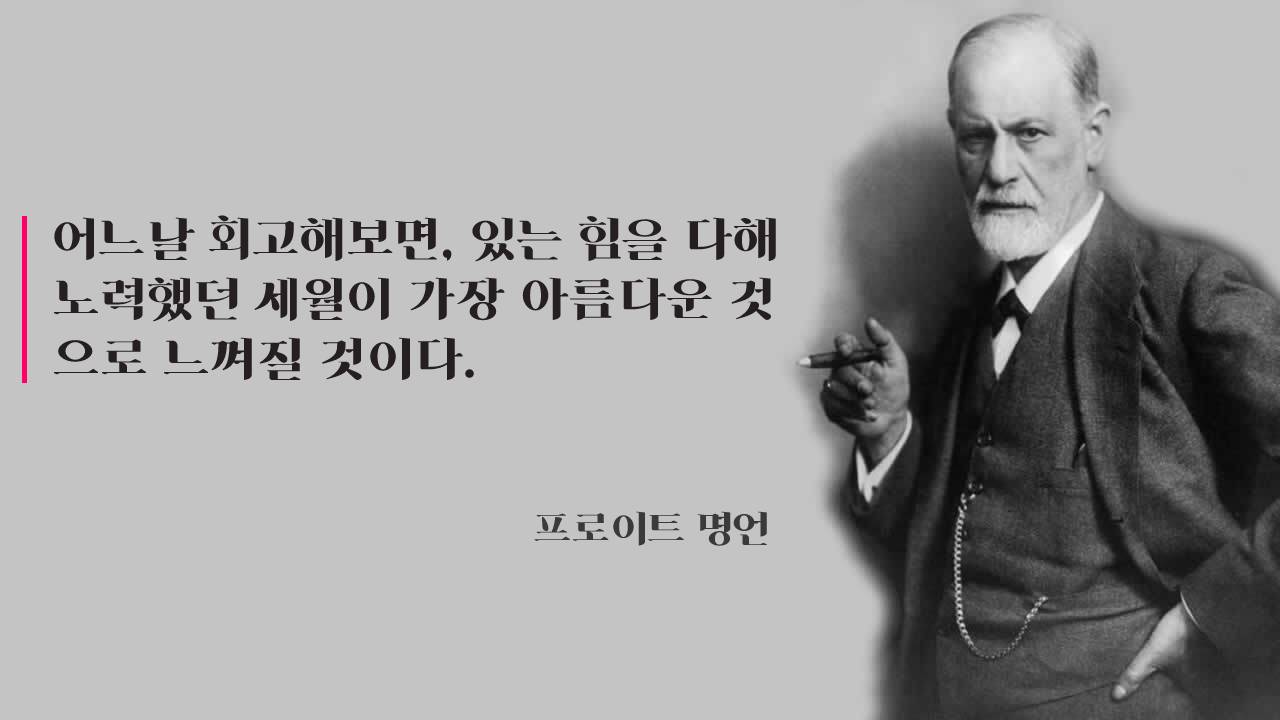 어느날 회고해보면, 있는 힘을 다해
노력했던 세월이 가장 아름다운 것
으로 느껴질 것이다.
프로이트 명언